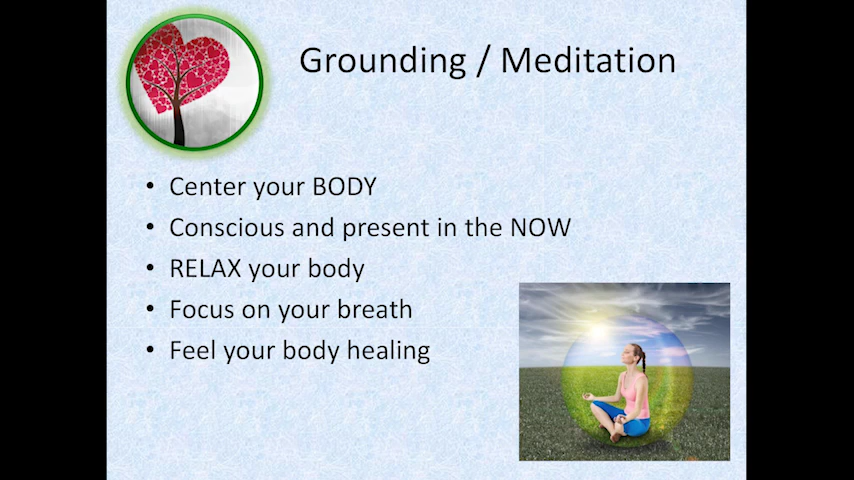 Grounding / Meditation
• Center your BODY
• Conscious and present in the NOW
• RELAX your body
• Focus on your breath
• Feel your body healing